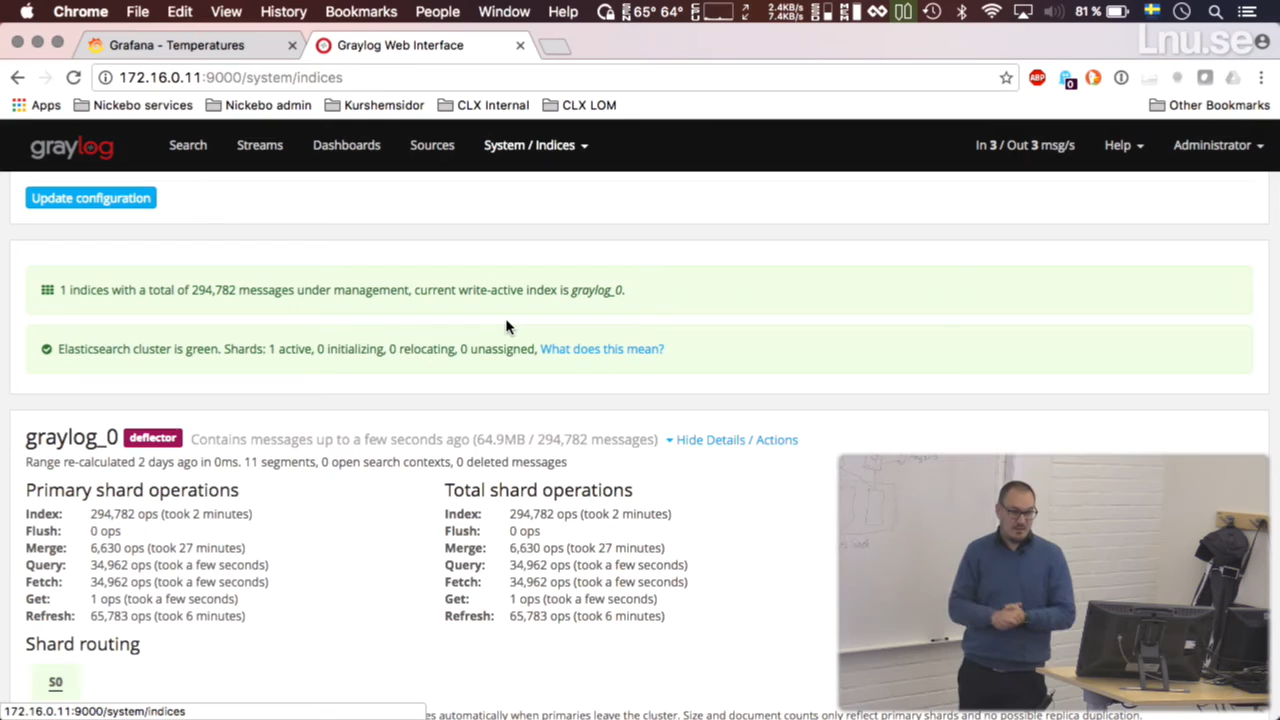 Chrome File Edit View History Bookmarks People Window Help 65° 64° 2.4KB/s 7.4KB/s 81 %
Grafana - Temperatures Graylog Web Interface Lnu.se
172.16.0.11:9000/system/indices ABP 0
Apps Nickebo services Nickebo admin Kurshemsidor CLX Internal CLX LOM Other Bookmarks
graylog Search Streams Dashboards Sources System / Indices In 3 / Out 3 msg/s Help Administrator
Update configuration
1 indices with a total of 294,782 messages under management, current write-active index is graylog_0.
Elasticsearch cluster is green. Shards: 1 active, 0 initializing, 0 relocating, 0 unassigned, What does this mean?
graylog_0 deflector Contains messages up to a few seconds ago (64.9MB / 294,782 messages) Hide Details / Actions
Range re-calculated 2 days ago in 0ms. 11 segments, 0 open search contexts, 0 deleted messages
Primary shard operations
Index: 294,782 ops (took 2 minutes)
Flush: 0 ops
Merge: 6,630 ops (took 27 minutes)
Query: 34,962 ops (took a few seconds)
Fetch: 34,962 ops (took a few seconds)
Get: 1 ops (took a few seconds)
Refresh: 65,783 ops (took 6 minutes)
Total shard operations
Index: 294,782 ops (took 2 minutes)
Flush: 0 ops
Merge: 6,630 ops (took 27 minutes)
Query: 34,962 ops (took a few seconds)
Fetch: 34,962 ops (took a few seconds)
Get: 1 ops (took a few seconds)
Refresh: 65,783 ops (took 6 minutes)
Shard routing
S0
172.16.0.11:9000/system/indices
es automatically when primaries leave the cluster. Size and document counts only reflect primary shards and no possible replica duplication.